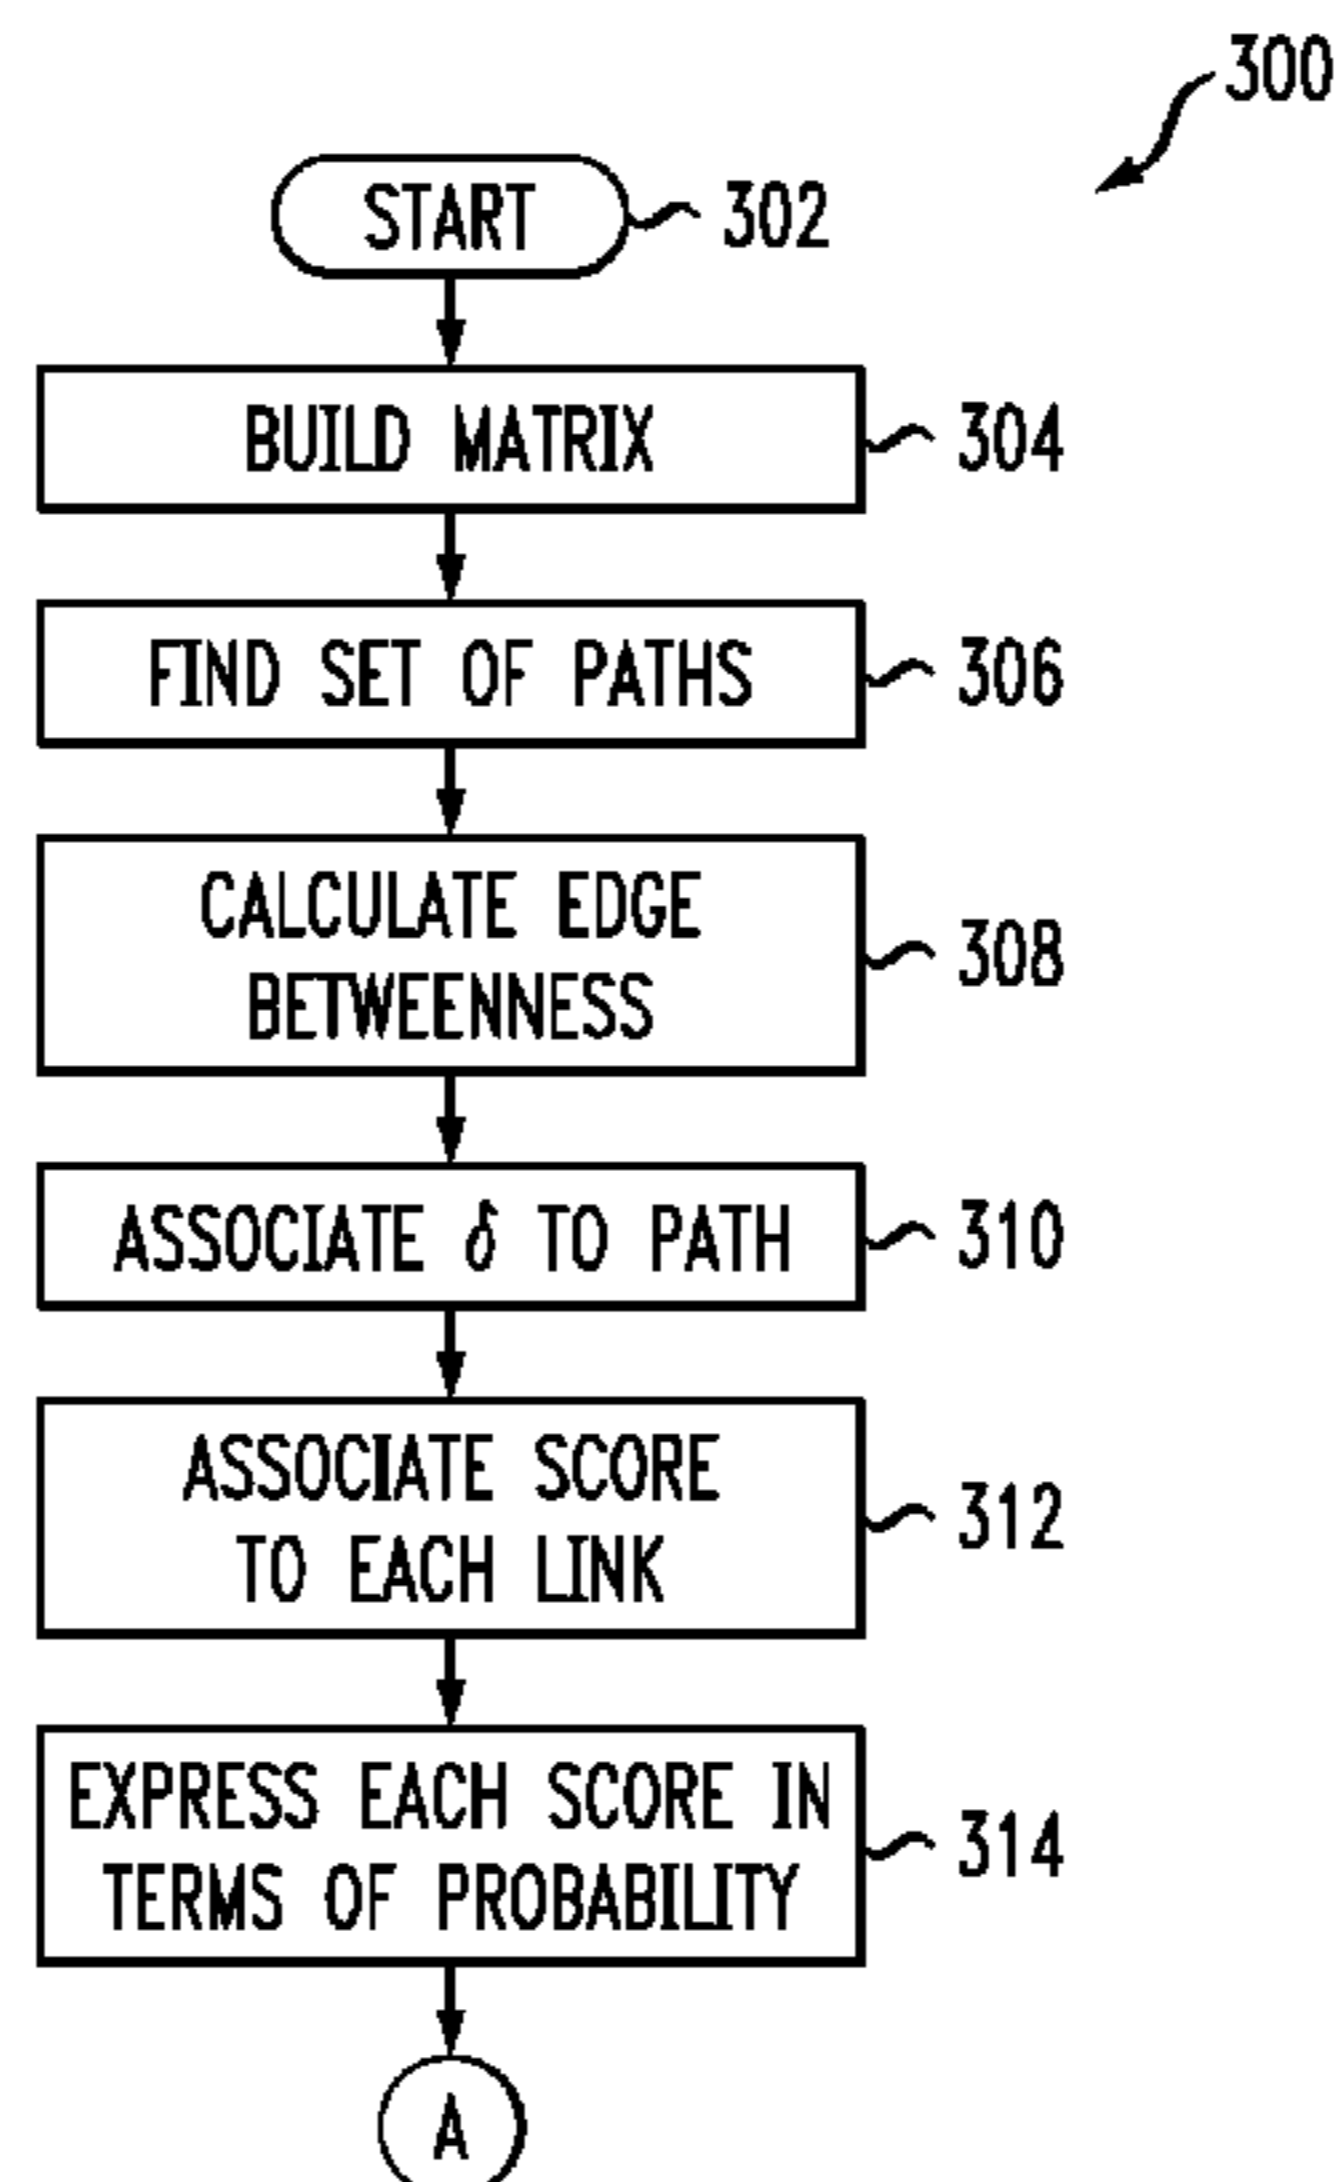 300
START
302
BUILD MATRIX
304
FIND SET OF PATHS
306
CALCULATE EDGE
BETWEENNESS
308
ASSOCIATE δ TO PATH
310
ASSOCIATE SCORE
TO EACH LINK
312
EXPRESS EACH SCORE IN
TERMS OF PROBABILITY
314
A